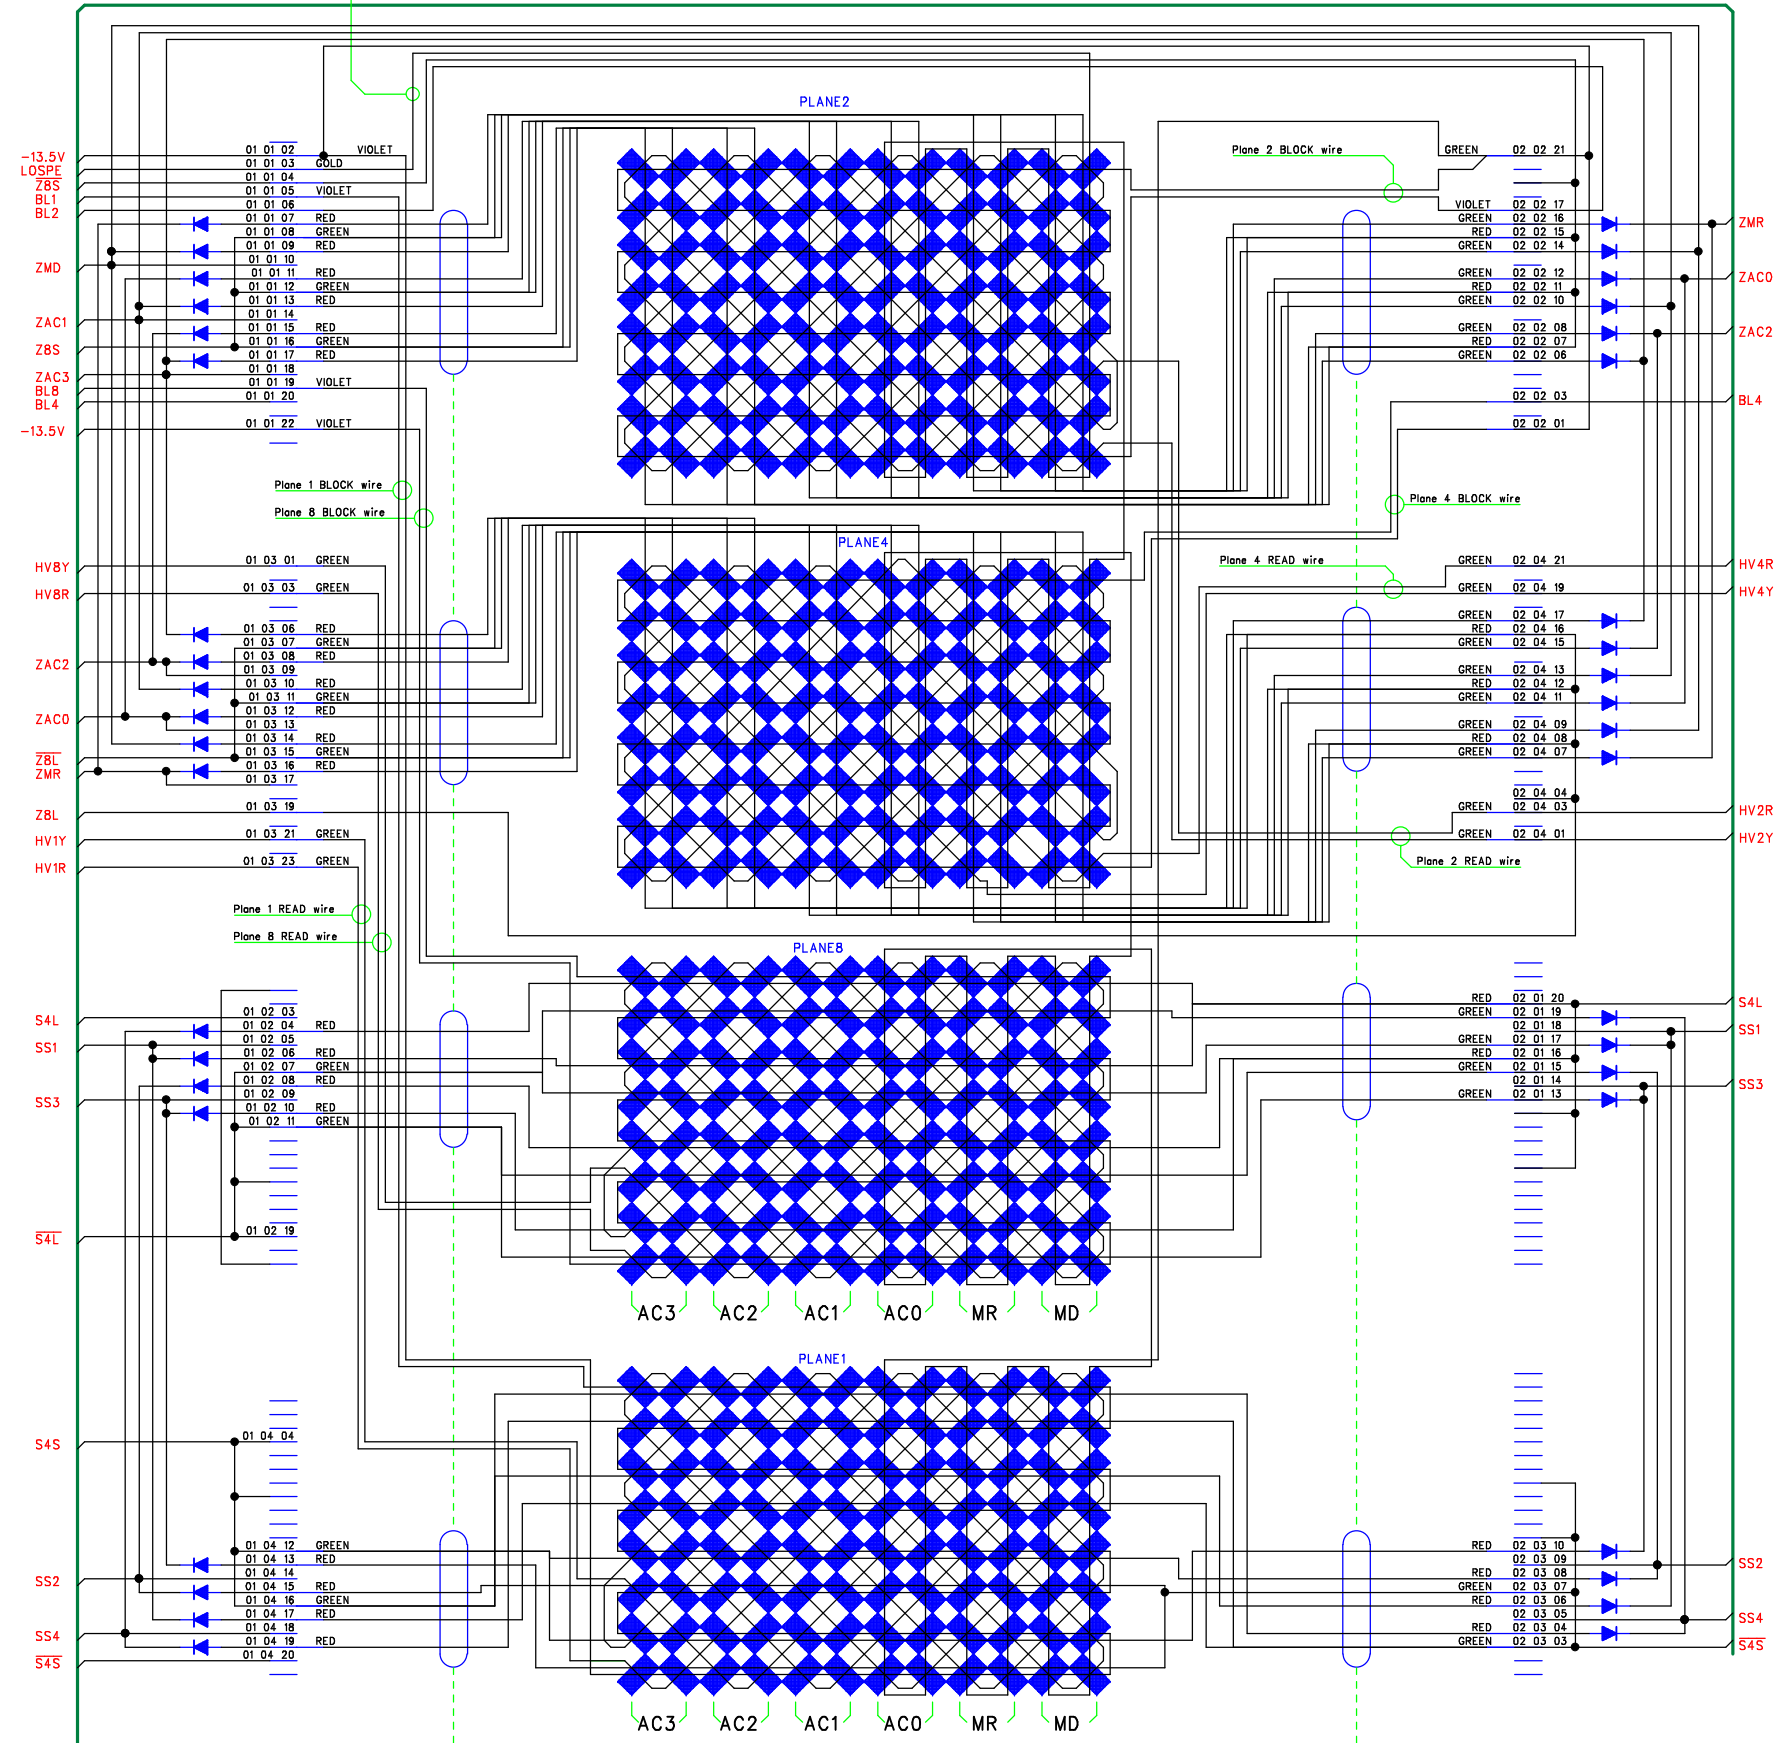 PLANE2
-13.5V 01 01 02 VIOLET
LOSPE 01 01 03 GOLD
Z8S 01 01 04
BL1 01 01 05 VIOLET
BL2 01 01 06
01 01 07 RED
01 01 08 GREEN
01 01 09 RED
ZMD 01 01 10
01 01 11 RED
01 01 12 GREEN
01 01 13 RED
ZAC1 01 01 14
01 01 15 RED
Z8S 01 01 16 GREEN
01 01 17 RED
ZAC3 01 01 18
BL8 01 01 19 VIOLET
BL4 01 01 20
-13.5V 01 01 22 VIOLET
Plane 2 BLOCK wire
GREEN 02 02 21
VIOLET 02 02 17
GREEN 02 02 16 ZMR
RED 02 02 15
GREEN 02 02 14
GREEN 02 02 12 ZAC0
RED 02 02 11
GREEN 02 02 10
GREEN 02 02 08 ZAC2
RED 02 02 07
GREEN 02 02 06
02 02 03 BL4
02 02 01
Plane 1 BLOCK wire
Plane 8 BLOCK wire
Plane 4 BLOCK wire
PLANE4
HV8Y 01 03 01 GREEN
HV8R 01 03 03 GREEN
01 03 06 RED
01 03 07 GREEN
ZAC2 01 03 08 RED
01 03 09
01 03 10 RED
01 03 11 GREEN
ZAC0 01 03 12 RED
01 03 13
01 03 14 RED
Z8L 01 03 15 GREEN
ZMR 01 03 16 RED
01 03 17
Z8L 01 03 19
HV1Y 01 03 21 GREEN
HV1R 01 03 23 GREEN
Plane 4 READ wire
GREEN 02 04 21 HV4R
GREEN 02 04 19 HV4Y
GREEN 02 04 17
RED 02 04 16
GREEN 02 04 15
GREEN 02 04 13
RED 02 04 12
GREEN 02 04 11
GREEN 02 04 09
RED 02 04 08
GREEN 02 04 07
02 04 04
GREEN 02 04 03 HV2R
GREEN 02 04 01 HV2Y
Plane 2 READ wire
Plane 1 READ wire
Plane 8 READ wire
PLANE8
S4L 01 02 03
01 02 04 RED
SS1 01 02 05
01 02 06 RED
01 02 07 GREEN
01 02 08 RED
SS3 01 02 09
01 02 10 RED
01 02 11 GREEN
S4L 01 02 19
RED 02 01 20 S4L
GREEN 02 01 19
02 01 18 SS1
GREEN 02 01 17
RED 02 01 16
GREEN 02 01 15
02 01 14 SS3
GREEN 02 01 13
AC3 AC2 AC1 AC0 MR MD
PLANE1
S4S 01 04 04
01 04 12 GREEN
01 04 13 RED
SS2 01 04 14
01 04 15 RED
01 04 16 GREEN
01 04 17 RED
SS4 01 04 18
01 04 19 RED
S4S 01 04 20
RED 02 03 10
02 03 09 SS2
RED 02 03 08
GREEN 02 03 07
RED 02 03 06
02 03 05 SS4
RED 02 03 04
GREEN 02 03 03 S4S
AC3 AC2 AC1 AC0 MR MD